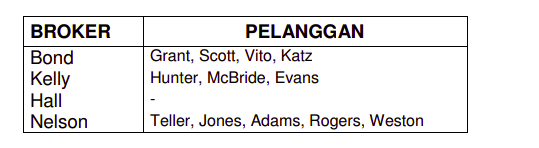 BROKER PELANGGAN
Bond Grant, Scott, Vito, Katz
Kelly Hunter, McBride, Evans
Hall -
Nelson Teller, Jones, Adams, Rogers, Weston